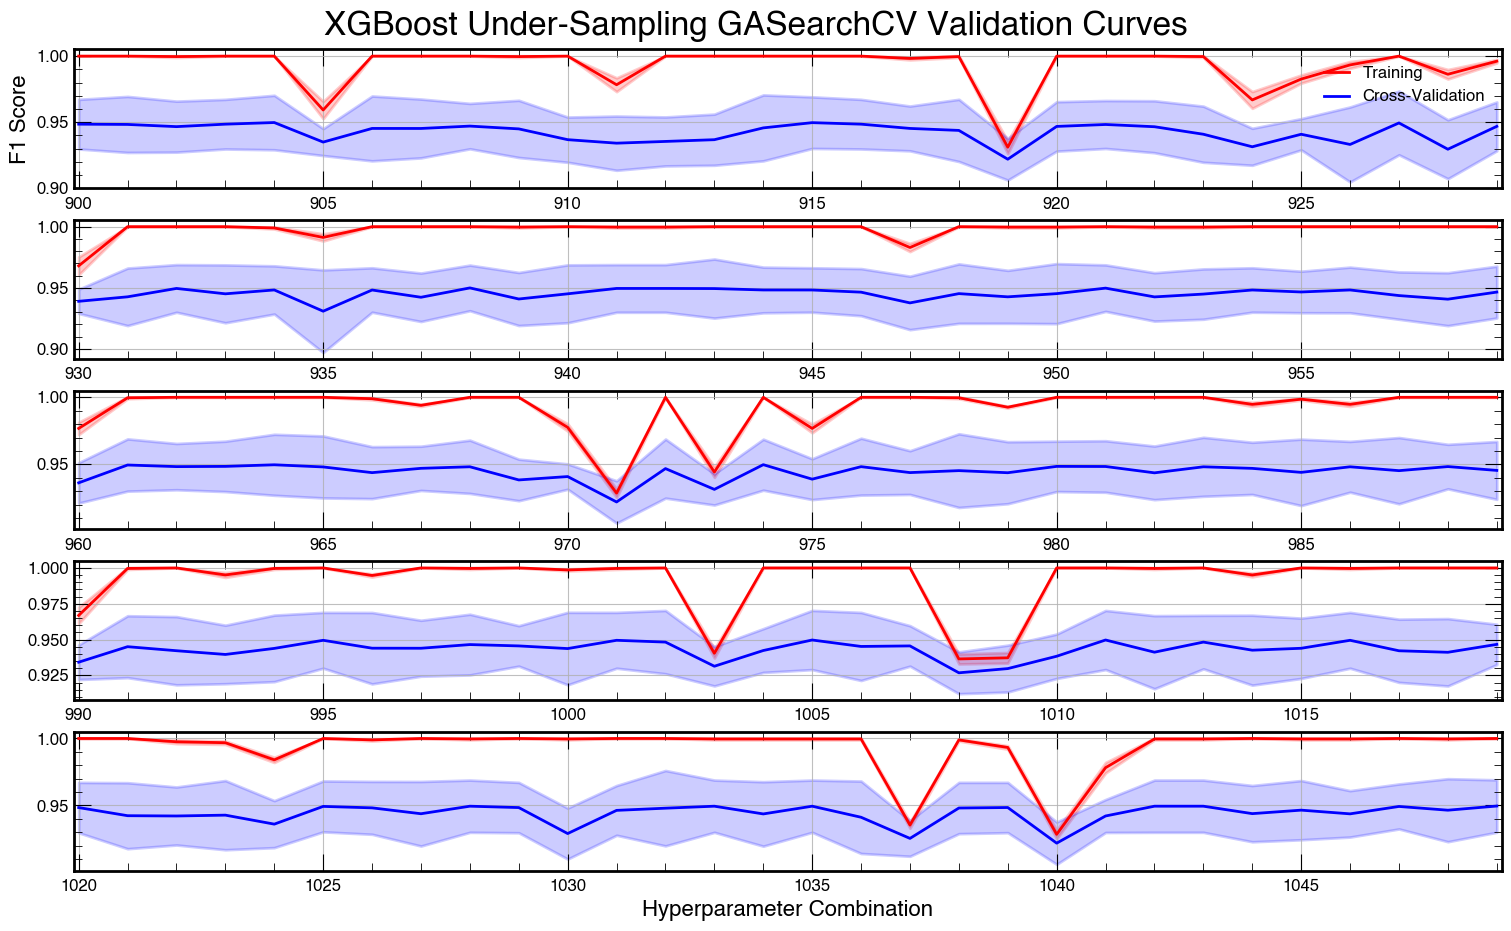 XGBoost Under-Sampling GASearchCV Validation Curves
F1 Score
1.00
0.95
0.90
Training
Cross-Validation
900 905 910 915 920 925
1.00
0.95
0.90
930 935 940 945 950 955
1.00
0.95
960 965 970 975 980 985
1.000
0.975
0.950
0.925
990 995 1000 1005 1010 1015
1.00
0.95
1020 1025 1030 1035 1040 1045
Hyperparameter Combination